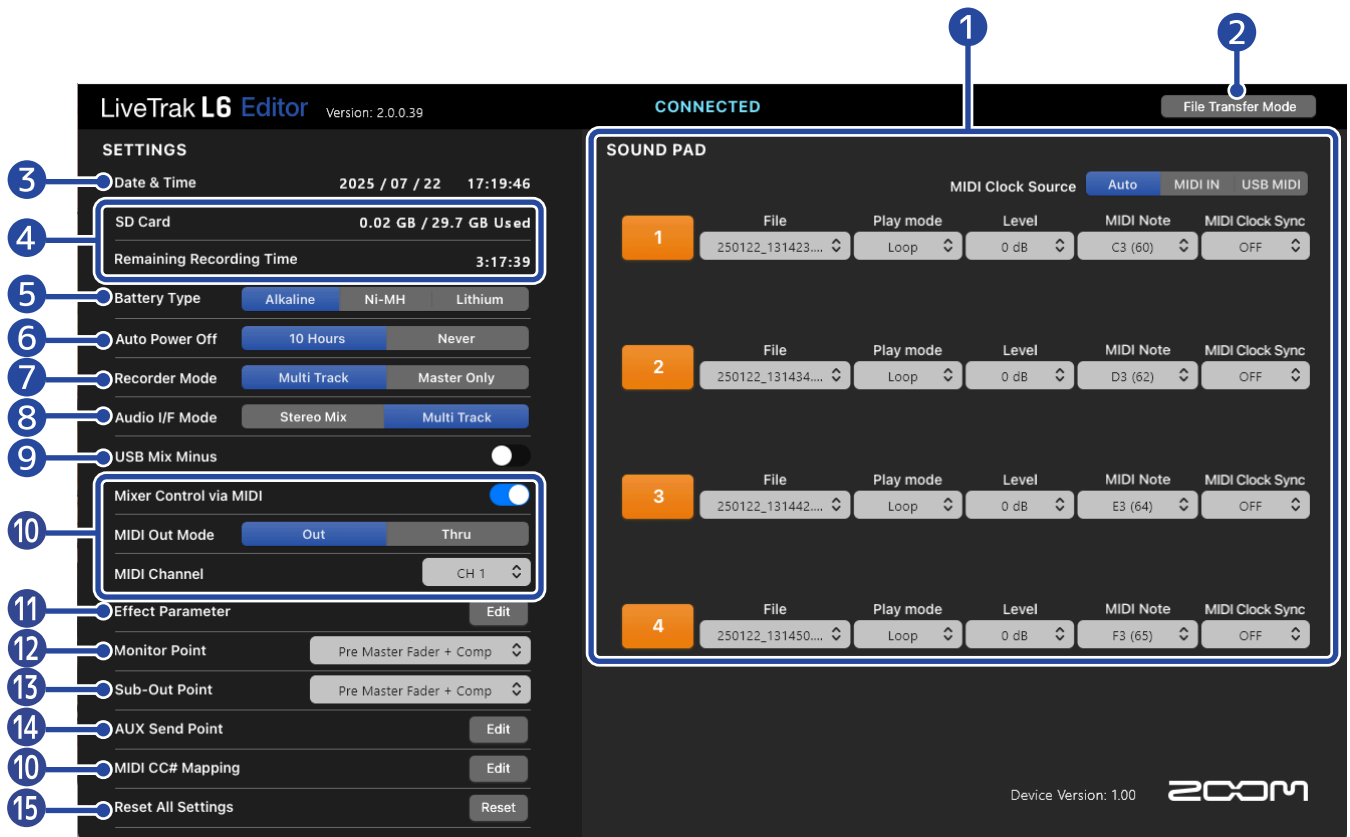 1
2
LiveTrak L6 Editor Version: 2.0.0.39
CONNECTED
File Transfer Mode
SETTINGS
3 Date & Time 2025 / 07 / 22 17:19:46
4
SD Card 0.02 GB / 29.7 GB Used
Remaining Recording Time 3:17:39
5 Battery Type Alkaline Ni-MH Lithium
6 Auto Power Off 10 Hours Never
7 Recorder Mode Multi Track Master Only
8 Audio I/F Mode Stereo Mix Multi Track
9 USB Mix Minus
10
Mixer Control via MIDI
MIDI Out Mode Out Thru
MIDI Channel CH 1
11 Effect Parameter Edit
12 Monitor Point Pre Master Fader + Comp
13 Sub-Out Point Pre Master Fader + Comp
14 AUX Send Point Edit
10 MIDI CC# Mapping Edit
15 Reset All Settings Reset
SOUND PAD
MIDI Clock Source Auto MIDI IN USB MIDI
File Play mode Level MIDI Note MIDI Clock Sync
1 250122_131423.... Loop 0 dB C3 (60) OFF
File Play mode Level MIDI Note MIDI Clock Sync
2 250122_131434.... Loop 0 dB D3 (62) OFF
File Play mode Level MIDI Note MIDI Clock Sync
3 250122_131442.... Loop 0 dB E3 (64) OFF
File Play mode Level MIDI Note MIDI Clock Sync
4 250122_131450.... Loop 0 dB F3 (65) OFF
Device Version: 1.00 ZOOM